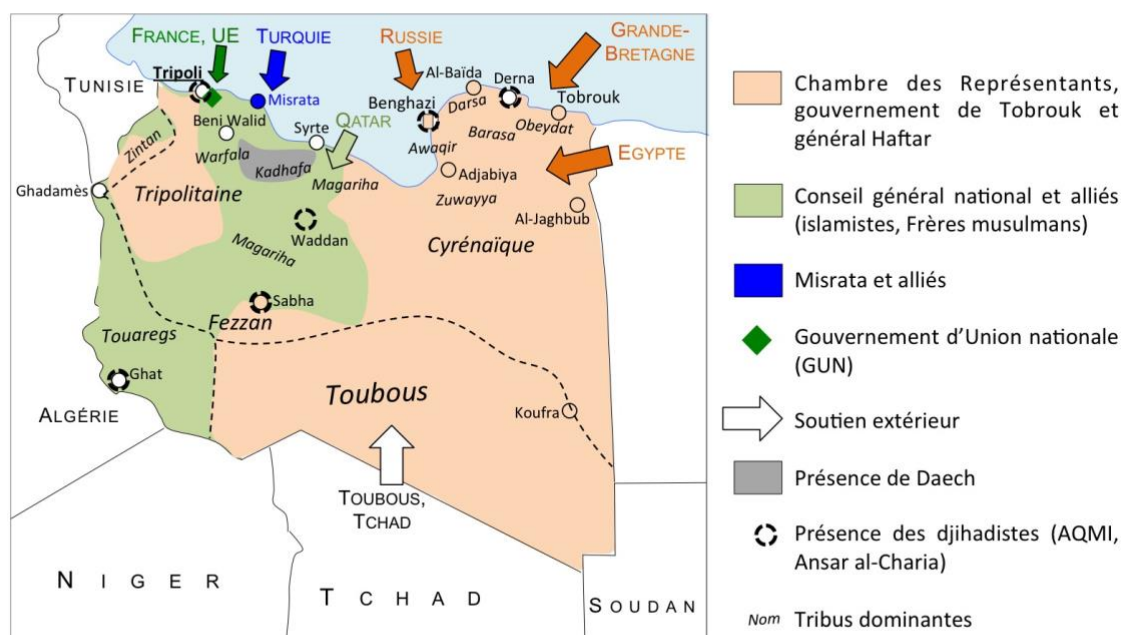 FRANCE, UE
TURQUIE
RUSSIE
GRANDE-
BRETAGNE
TUNISIE
Tripoli
Misrata
Al-Baïda
Derna
Darsa
Tobrouk
Benghazi
Obeydat
Beni Walid
Syrte
QATAR
Barasa
Zintan
Warfala
Awaqir
EGYPTE
Kadhafa
Magariha
Adjabiya
Ghadamès
Tripolitaine
Zuwayya
Al-Jaghbub
Waddan
Cyrénaïque
Magariha
Sabha
Fezzan
Touaregs
Ghat
Toubous
ALGÉRIE
Koufra
TOUBOUS,
TCHAD
NIGER
TCHAD
SOUDAN
Chambre des Représentants,
gouvernement de Tobrouk et
général Haftar
Conseil général national et alliés
(islamistes, Frères musulmans)
Misrata et alliés
Gouvernement d’Union nationale
(GUN)
Soutien extérieur
Présence de Daech
Présence des djihadistes (AQMI,
Ansar al-Charia)
Nom Tribus dominantes